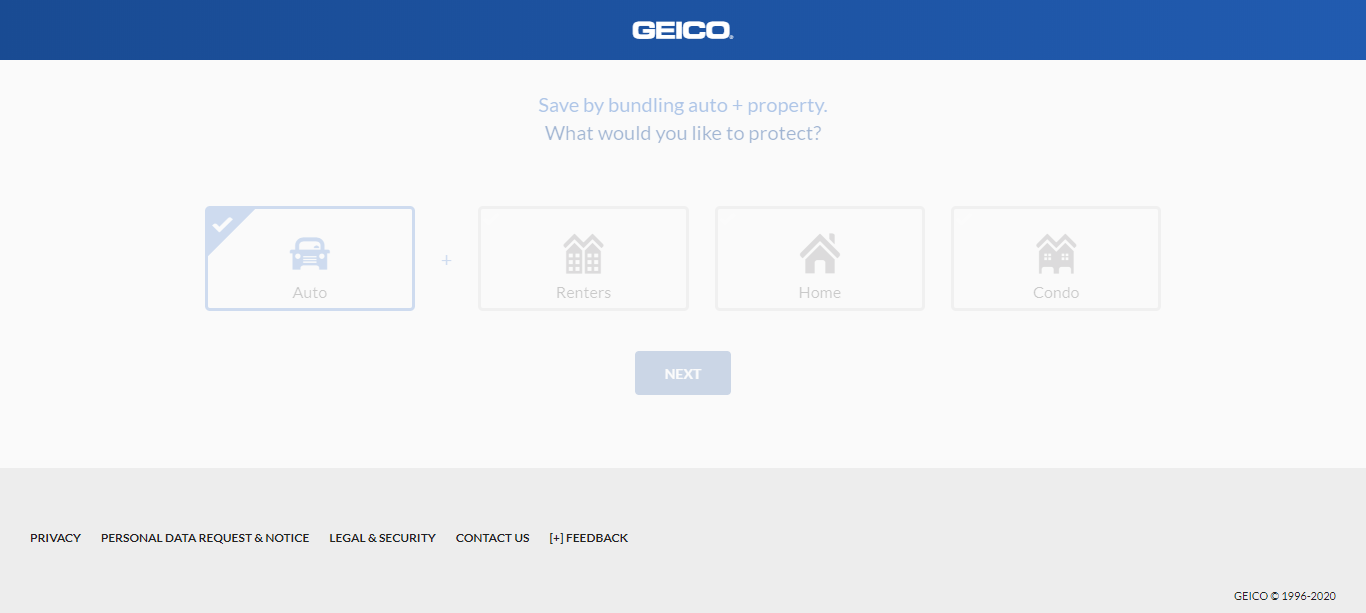 GEICO
Save by bundling auto + property.
What would you like to protect?
Auto
+
Renters
Home
Condo
NEXT
PRIVACY PERSONAL DATA REQUEST & NOTICE LEGAL & SECURITY CONTACT US [+] FEEDBACK
GEICO © 1996-2020